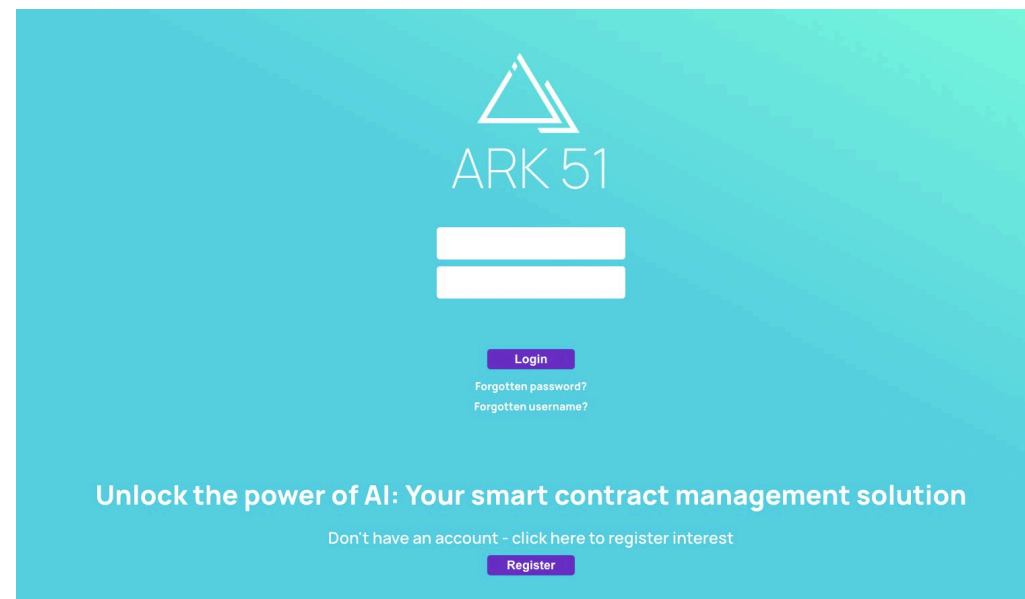 ARK 51
Login
Forgotten password?
Forgotten username?
Unlock the power of AI: Your smart contract management solution
Don't have an account - click here to register interest
Register